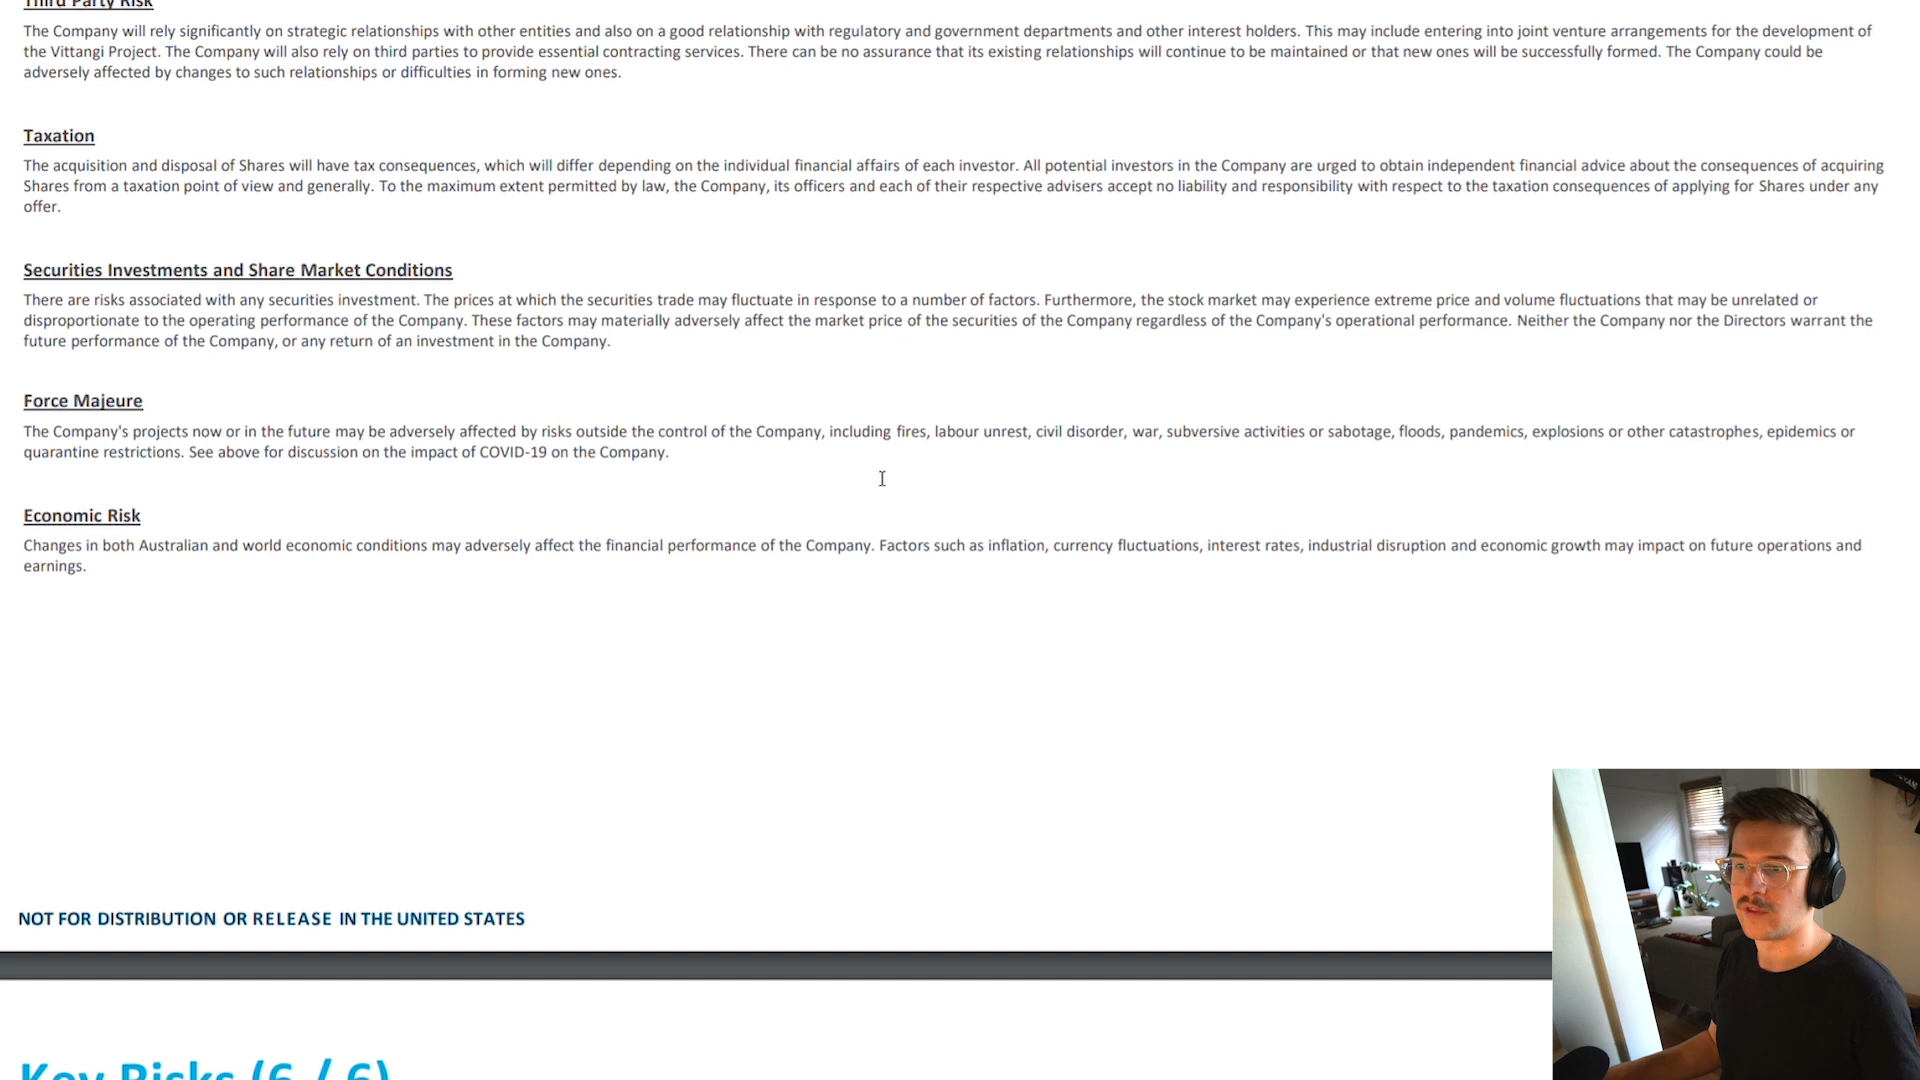 Third Party Risk
The Company will rely significantly on strategic relationships with other entities and also on a good relationship with regulatory and government departments and other interest holders. This may include entering into joint venture arrangements for the development of
the Vittangi Project. The Company will also rely on third parties to provide essential contracting services. There can be no assurance that its existing relationships will continue to be maintained or that new ones will be successfully formed. The Company could be
adversely affected by changes to such relationships or difficulties in forming new ones.
Taxation
The acquisition and disposal of Shares will have tax consequences, which will differ depending on the individual financial affairs of each investor. All potential investors in the Company are urged to obtain independent financial advice about the consequences of acquiring
Shares from a taxation point of view and generally. To the maximum extent permitted by law, the Company, its officers and each of their respective advisers accept no liability and responsibility with respect to the taxation consequences of applying for Shares under any
offer.
Securities Investments and Share Market Conditions
There are risks associated with any securities investment. The prices at which the securities trade may fluctuate in response to a number of factors. Furthermore, the stock market may experience extreme price and volume fluctuations that may be unrelated or
disproportionate to the operating performance of the Company. These factors may materially adversely affect the market price of the securities of the Company regardless of the Company's operational performance. Neither the Company nor the Directors warrant the
future performance of the Company, or any return of an investment in the Company.
Force Majeure
The Company's projects now or in the future may be adversely affected by risks outside the control of the Company, including fires, labour unrest, civil disorder, war, subversive activities or sabotage, floods, pandemics, explosions or other catastrophes, epidemics or
quarantine restrictions. See above for discussion on the impact of COVID-19 on the Company.
Economic Risk
Changes in both Australian and world economic conditions may adversely affect the financial performance of the Company. Factors such as inflation, currency fluctuations, interest rates, industrial disruption and economic growth may impact on future operations and
earnings.
NOT FOR DISTRIBUTION OR RELEASE IN THE UNITED STATES
Key Risks (6 / 6)